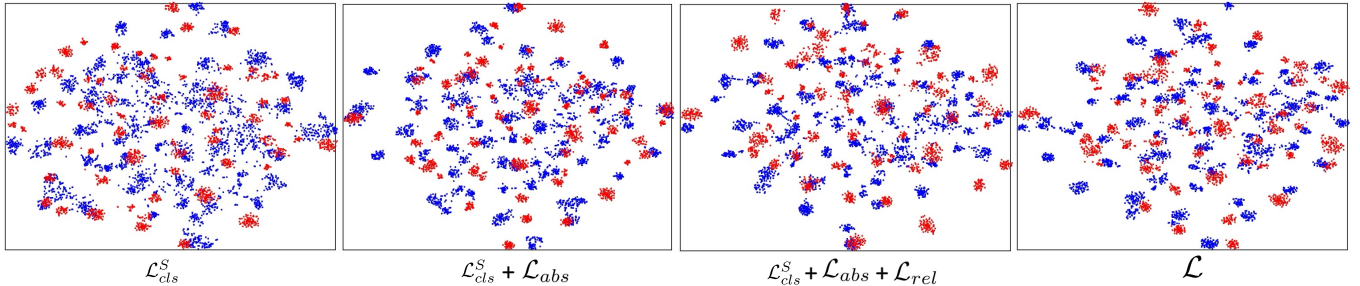 $\mathcal{L}_{cls}^{S}$
$\mathcal{L}_{cls}^{S} + \mathcal{L}_{abs}$
$\mathcal{L}_{cls}^{S} + \mathcal{L}_{abs} + \mathcal{L}_{rel}$
$\mathcal{L}$